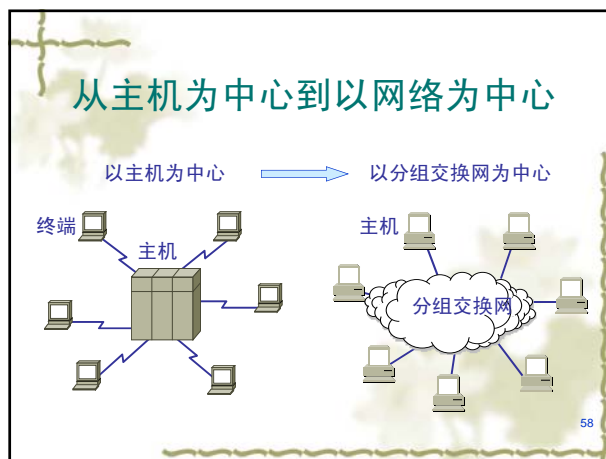 从主机为中心到以网络为中心
以主机为中心
以分组交换网为中心
终端
主机
主机
分组交换网
58